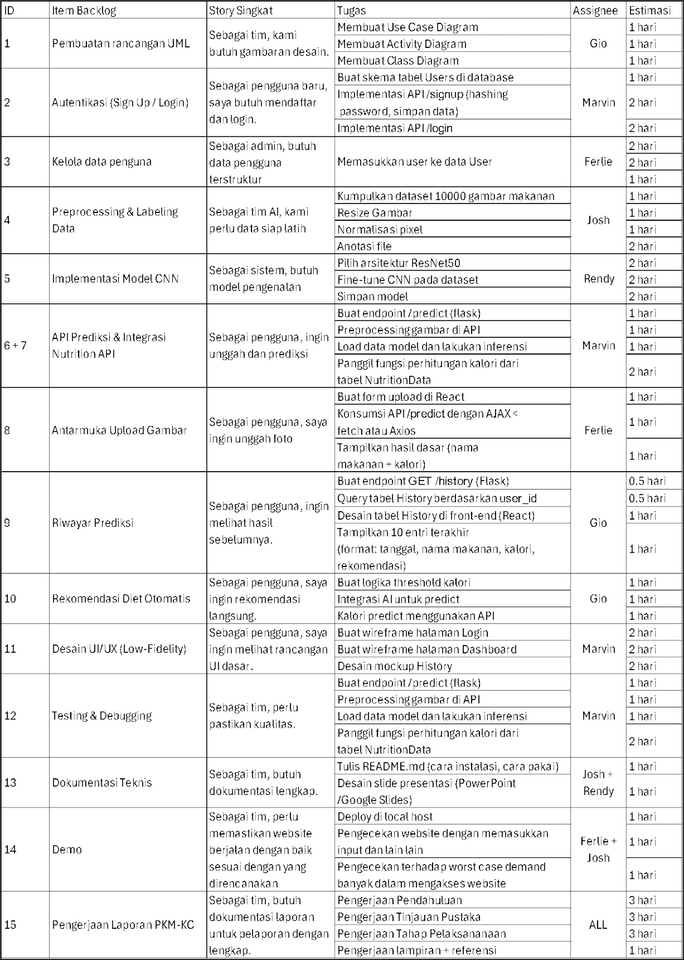 ID Item Backlog Story Singkat Tugas Assignee Estimasi
1 Pembuatan rancangan UML Sebagai tim, kami butuh gambaran desain. Gio
Membuat Use Case Diagram 1 hari
Membuat Activity Diagram 1 hari
Membuat Class Diagram 1 hari
2 Autentikasi (Sign Up / Login) Sebagai pengguna baru, saya butuh mendaftar dan login. Marvin
Buat skema tabel Users di database 1 hari
Implementasi API /signup (hashing password, simpan data) 2 hari
Implementasi API /login 2 hari
3 Kelola data penguna Sebagai admin, butuh data pengguna terstruktur Ferlie
Memasukkan user ke data User 2 hari
2 hari
1 hari
4 Preprocessing & Labeling Data Sebagai tim AI, kami perlu data siap latih Josh
Kumpulkan dataset 10000 gambar makanan 1 hari
Resize Gambar 1 hari
Normalisasi pixel 1 hari
Anotasi file 2 hari
5 Implementasi Model CNN Sebagai sistem, butuh model pengenalan Rendy
Pilih arsitektur ResNet50 2 hari
Fine-tune CNN pada dataset 2 hari
Simpan model 2 hari
6 + 7 API Prediksi & Integrasi Nutrition API Sebagai pengguna, ingin unggah dan prediksi Marvin
Buat endpoint /predict (flask) 1 hari
Preprocessing gambar di API 1 hari
Load data model dan lakukan inferensi 1 hari
Panggil fungsi perhitungan kalori dari tabel NutritionData 2 hari
8 Antarmuka Upload Gambar Sebagai pengguna, saya ingin unggah foto Ferlie
Buat form upload di React 1 hari
Konsumsi API /predict dengan AJAX < fetch atau Axios 1 hari
Tampilkan hasil dasar (nama makanan + kalori) 1 hari
9 Riwayar Prediksi Sebagai pengguna, ingin melihat hasil sebelumnya. Gio
Buat endpoint GET /history (Flask) 0.5 hari
Query tabel History berdasarkan user_id 0.5 hari
Desain tabel History di front-end (React) 1 hari
Tampilkan 10 entri terakhir (format: tanggal, nama makanan, kalori, rekomendasi) 1 hari
10 Rekomendasi Diet Otomatis Sebagai pengguna, saya ingin rekomendasi langsung. Gio
Buat logika threshold kalori 1 hari
Integrasi AI untuk predict 1 hari
Kalori predict menggunakan API 1 hari
11 Desain UI/UX (Low-Fidelity) Sebagai pengguna, saya ingin melihat rancangan UI dasar. Marvin
Buat wireframe halaman Login 2 hari
Buat wireframe halaman Dashboard 2 hari
Desain mockup History 2 hari
12 Testing & Debugging Sebagai tim, perlu pastikan kualitas. Marvin
Buat endpoint /predict (flask) 1 hari
Preprocessing gambar di API 1 hari
Load data model dan lakukan inferensi 1 hari
Panggil fungsi perhitungan kalori dari tabel NutritionData 2 hari
13 Dokumentasi Teknis Sebagai tim, butuh dokumentasi lengkap. Josh + Rendy
Tulis README.md (cara instalasi, cara pakai) 1 hari
Desain slide presentasi (PowerPoint /Google Slides) 1 hari
14 Demo Sebagai tim, perlu memastikan website berjalan dengan baik sesuai dengan yang direncanakan Ferlie + Josh
Deploy di local host 1 hari
Pengecekan website dengan memasukkan input dan lain lain 1 hari
Pengecekan terhadap worst case demand banyak dalam mengakses website 1 hari
15 Pengerjaan Laporan PKM-KC Sebagai tim, butuh dokumentasi laporan untuk pelaporan dengan lengkap. ALL
Pengerjaan Pendahuluan 3 hari
Pengerjaan Tinjauan Pustaka 3 hari
Pengerjaan Tahap Pelaksananaan 3 hari
Pengerjaan lampiran + referensi 1 hari